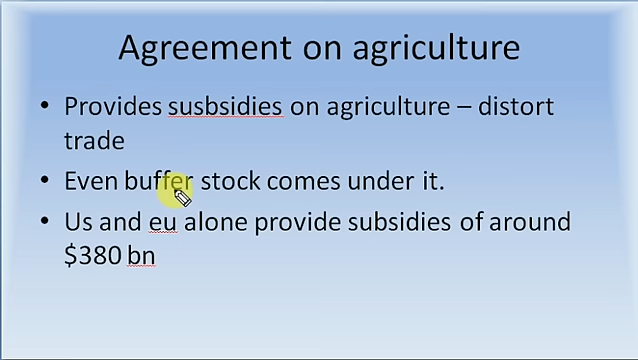 Agreement on agriculture
• Provides susbsidies on agriculture – distort
trade
• Even buffer stock comes under it.
• Us and eu alone provide subsidies of around
$380 bn